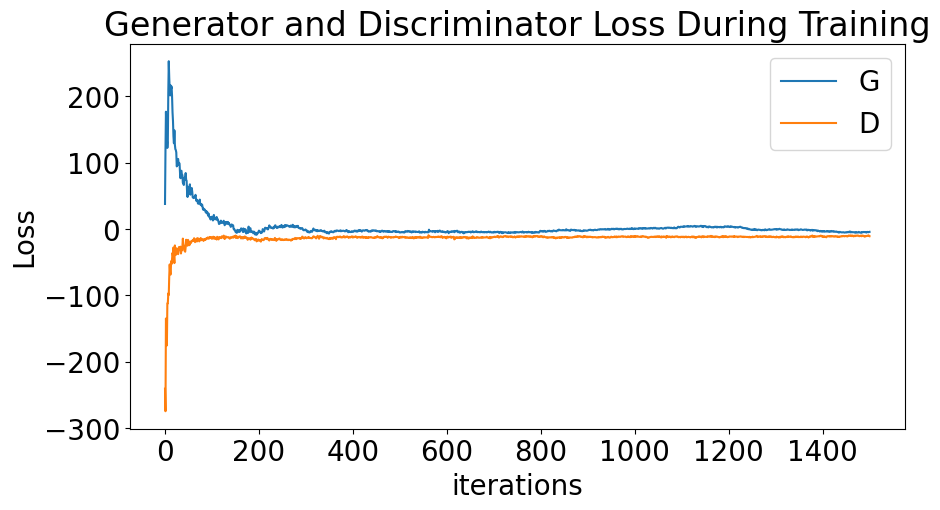 Generator and Discriminator Loss During Training
G
D
Loss
200
100
0
−100
−200
−300
0 200 400 600 800 1000 1200 1400
iterations